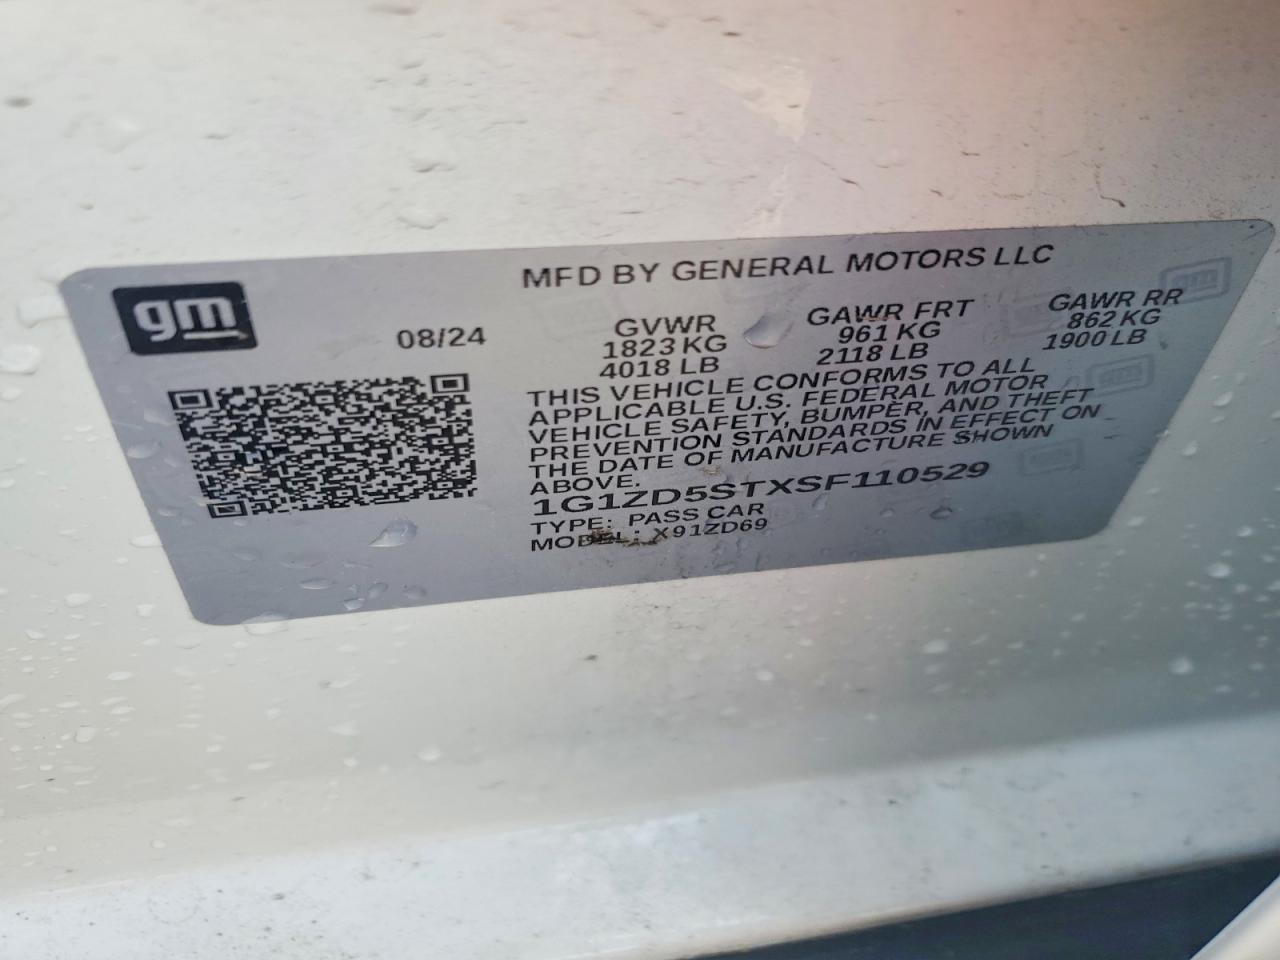 gm
MFD BY GENERAL MOTORS LLC
08/24
GVWR GAWR FRT GAWR RR
1823 KG 961 KG 862 KG
4018 LB 2118 LB 1900 LB
THIS VEHICLE CONFORMS TO ALL
APPLICABLE U.S. FEDERAL MOTOR
VEHICLE SAFETY, BUMPER, AND THEFT
PREVENTION STANDARDS IN EFFECT ON
THE DATE OF MANUFACTURE SHOWN
ABOVE.
1G1ZD5STXSF110529
TYPE: PASS CAR
MODEL: X91ZD69